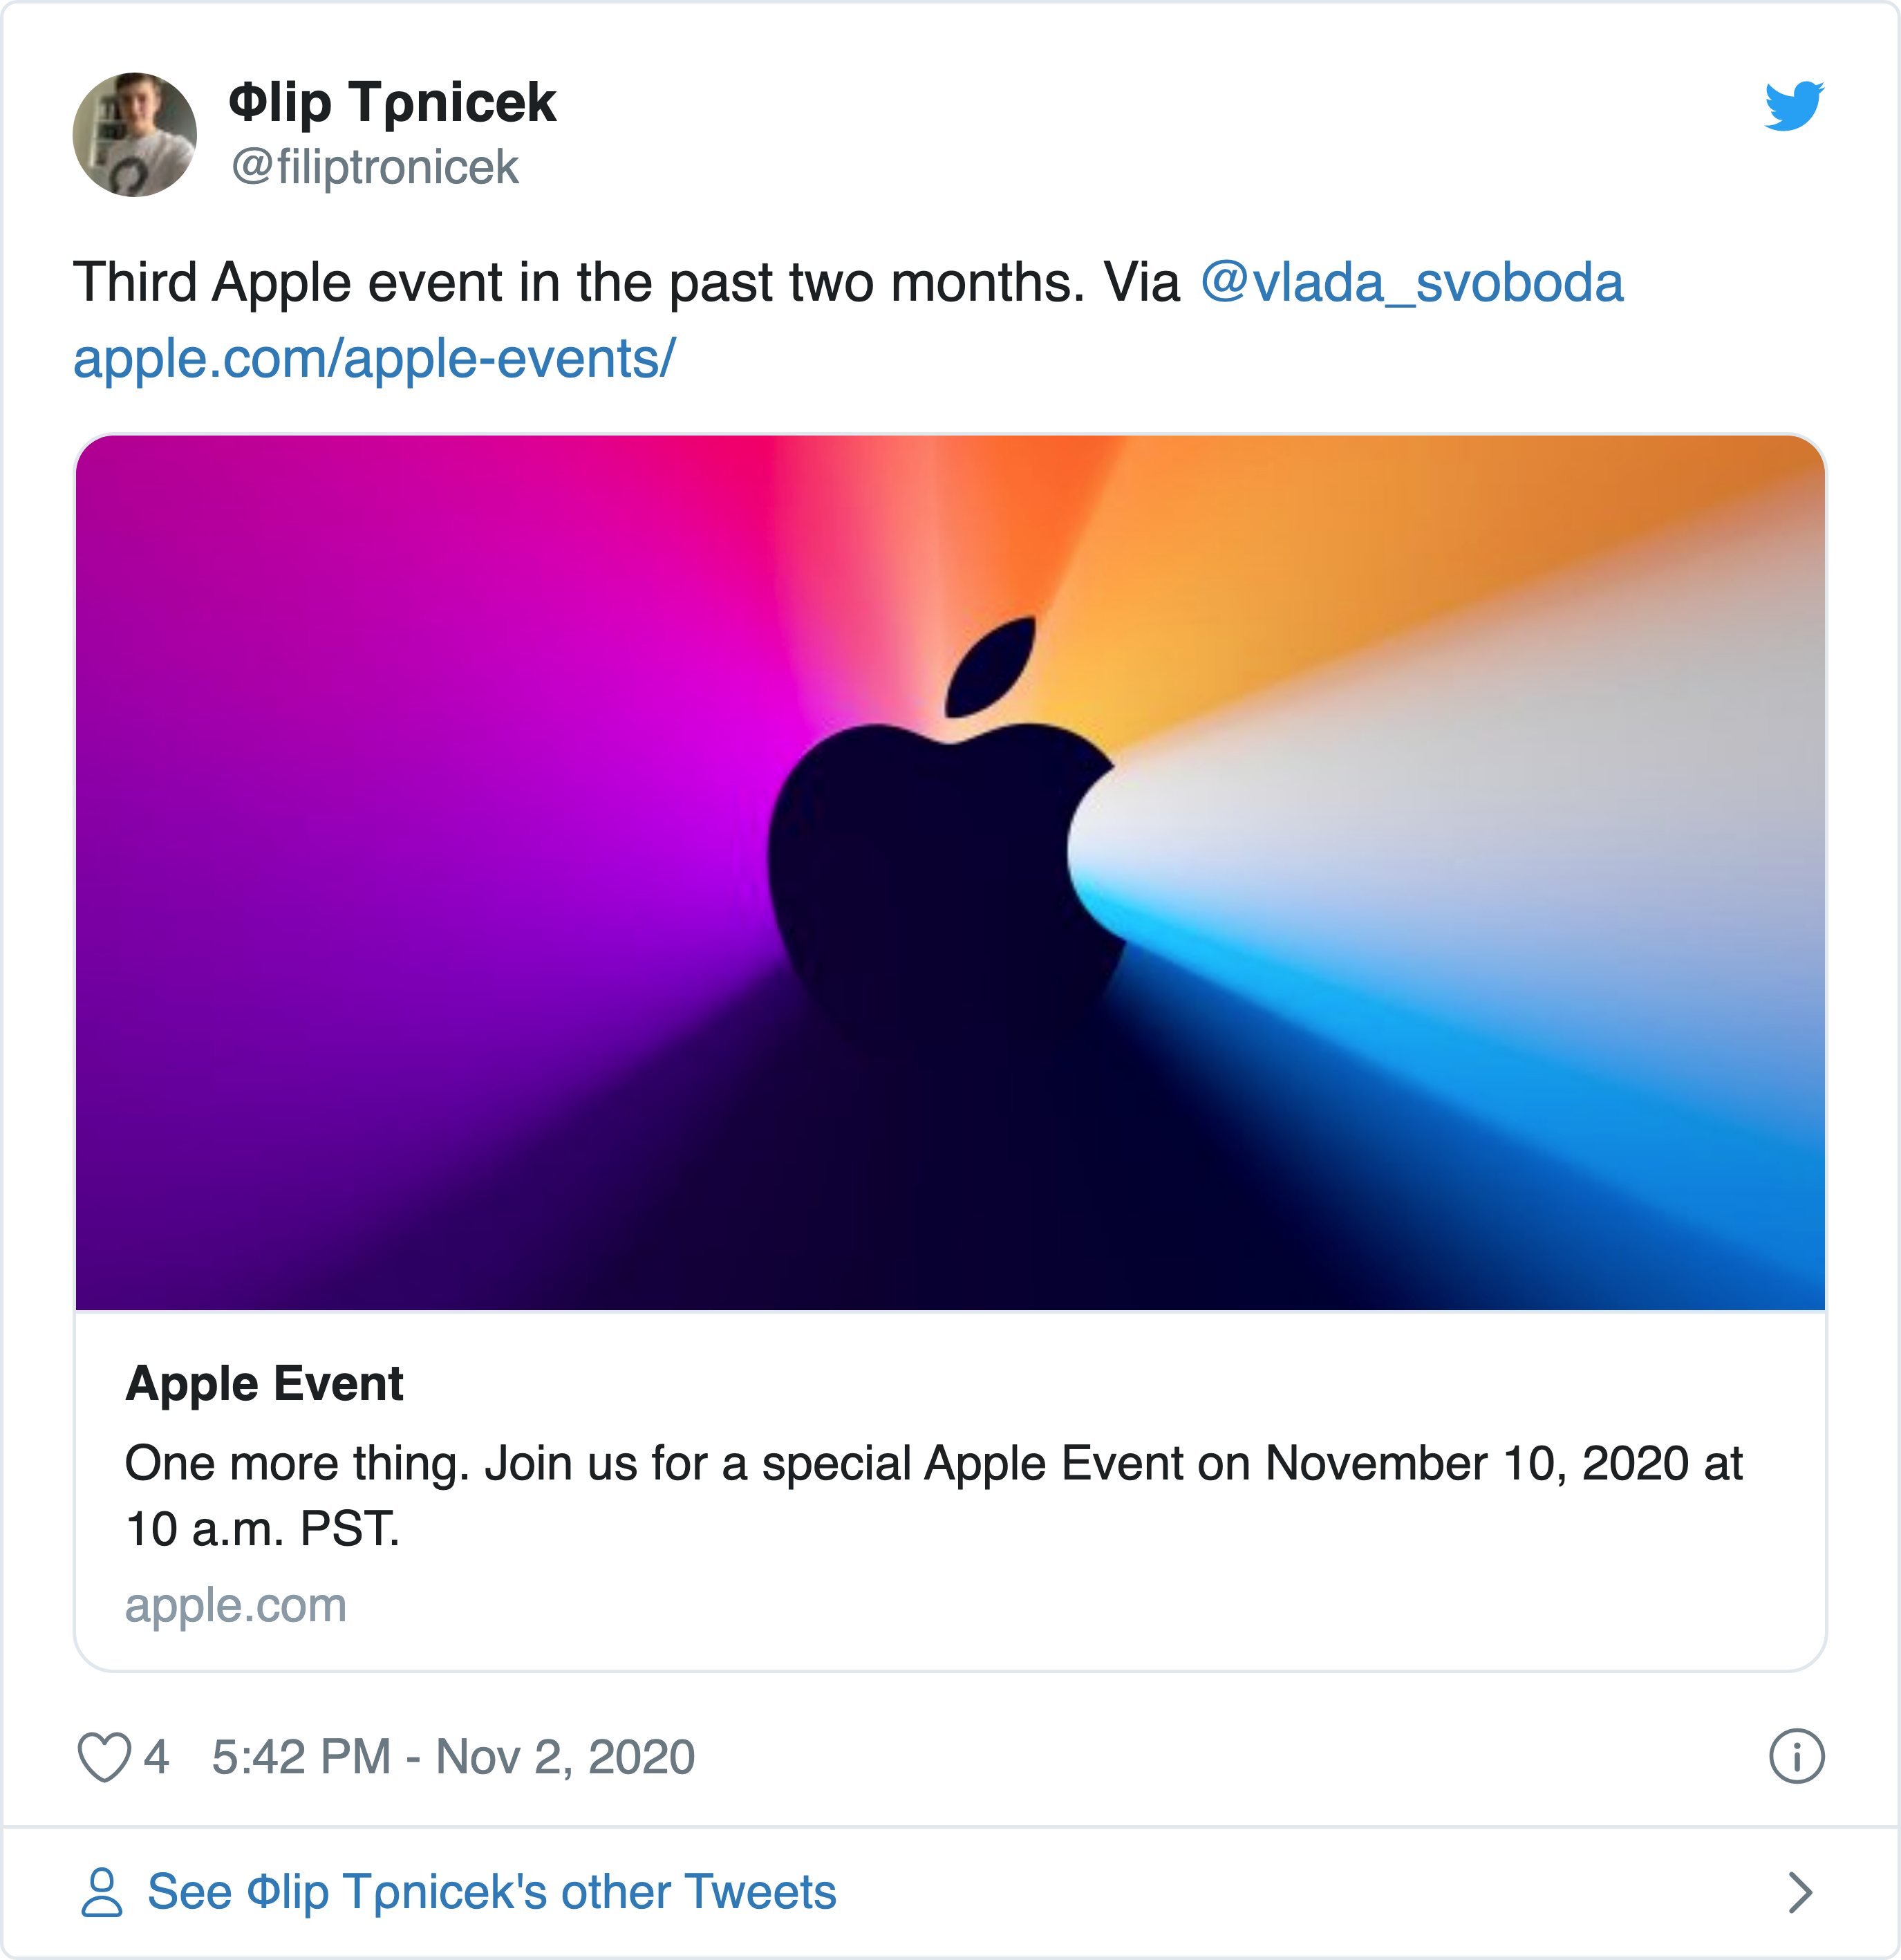 Φlip Tρnicek
@filiptronicek
Third Apple event in the past two months. Via @vlada_svoboda
apple.com/apple-events/
Apple Event
One more thing. Join us for a special Apple Event on November 10, 2020 at
10 a.m. PST.
apple.com
4 5:42 PM - Nov 2, 2020
See Φlip Tρnicek's other Tweets